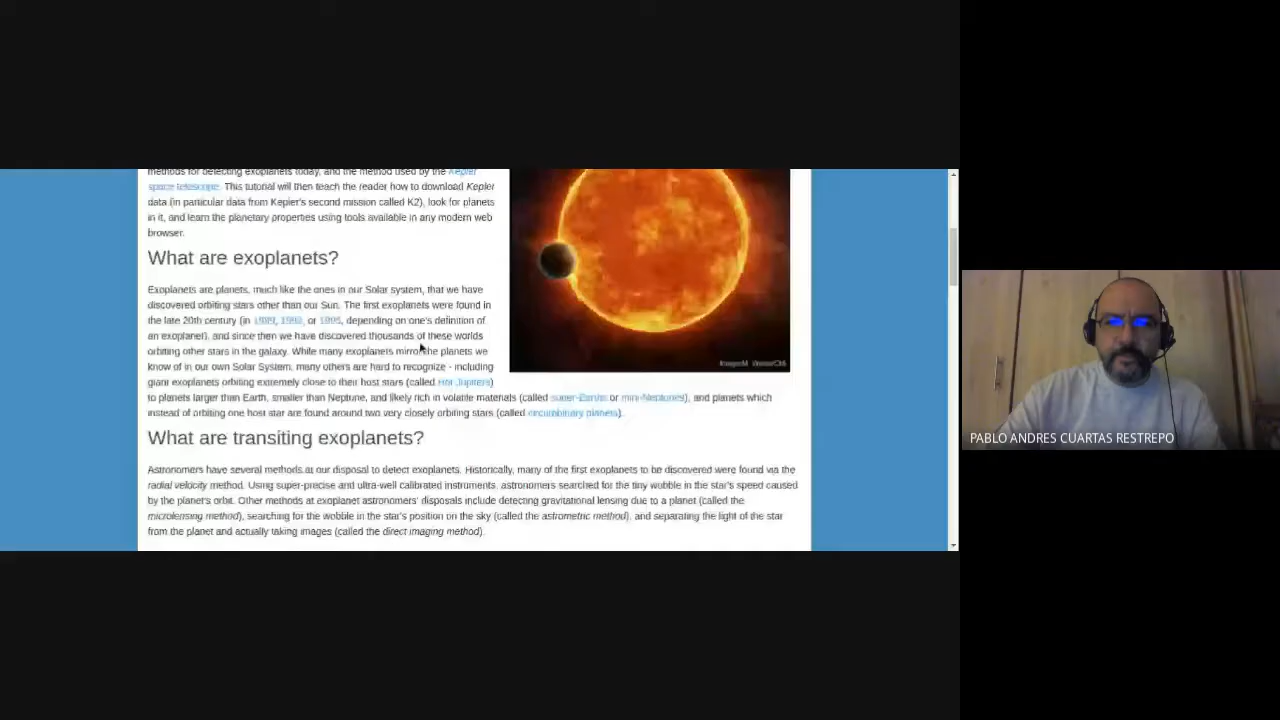 methods for detecting exoplanets today, and the method used by the Kepler
space telescope. This tutorial will then teach the reader how to download Kepler
data (in particular data from Kepler's second mission called K2), look for planets
in it, and learn the planetary properties using tools available in any modern web
browser.
What are exoplanets?
Exoplanets are planets, much like the ones in our Solar system, that we have
discovered orbiting stars other than our Sun. The first exoplanets were found in
the late 20th century (in 1989, 1992, or 1995, depending on one's definition of
an exoplanet), and since then we have discovered thousands of these worlds
orbiting other stars in the galaxy. While many exoplanets mirror the planets we
know of in our own Solar System, many others are hard to recognize - including
giant exoplanets orbiting extremely close to their host stars (called Hot Jupiters)
to planets larger than Earth, smaller than Neptune, and likely rich in volatile materials (called super-Earths or mini-Neptunes), and planets which
instead of orbiting one host star are found around two very closely orbiting stars (called circumbinary planets).
What are transiting exoplanets?
Astronomers have several methods at our disposal to detect exoplanets. Historically, many of the first exoplanets to be discovered were found via the
radial velocity method. Using super-precise and ultra-well calibrated instruments, astronomers searched for the tiny wobble in the star's speed caused
by the planet's orbit. Other methods at exoplanet astronomers' disposals include detecting gravitational lensing due to a planet (called the
microlensing method), searching for the wobble in the star's position on the sky (called the astrometric method), and separating the light of the star
from the planet and actually taking images (called the direct imaging method).
PABLO ANDRES CUARTAS RESTREPO